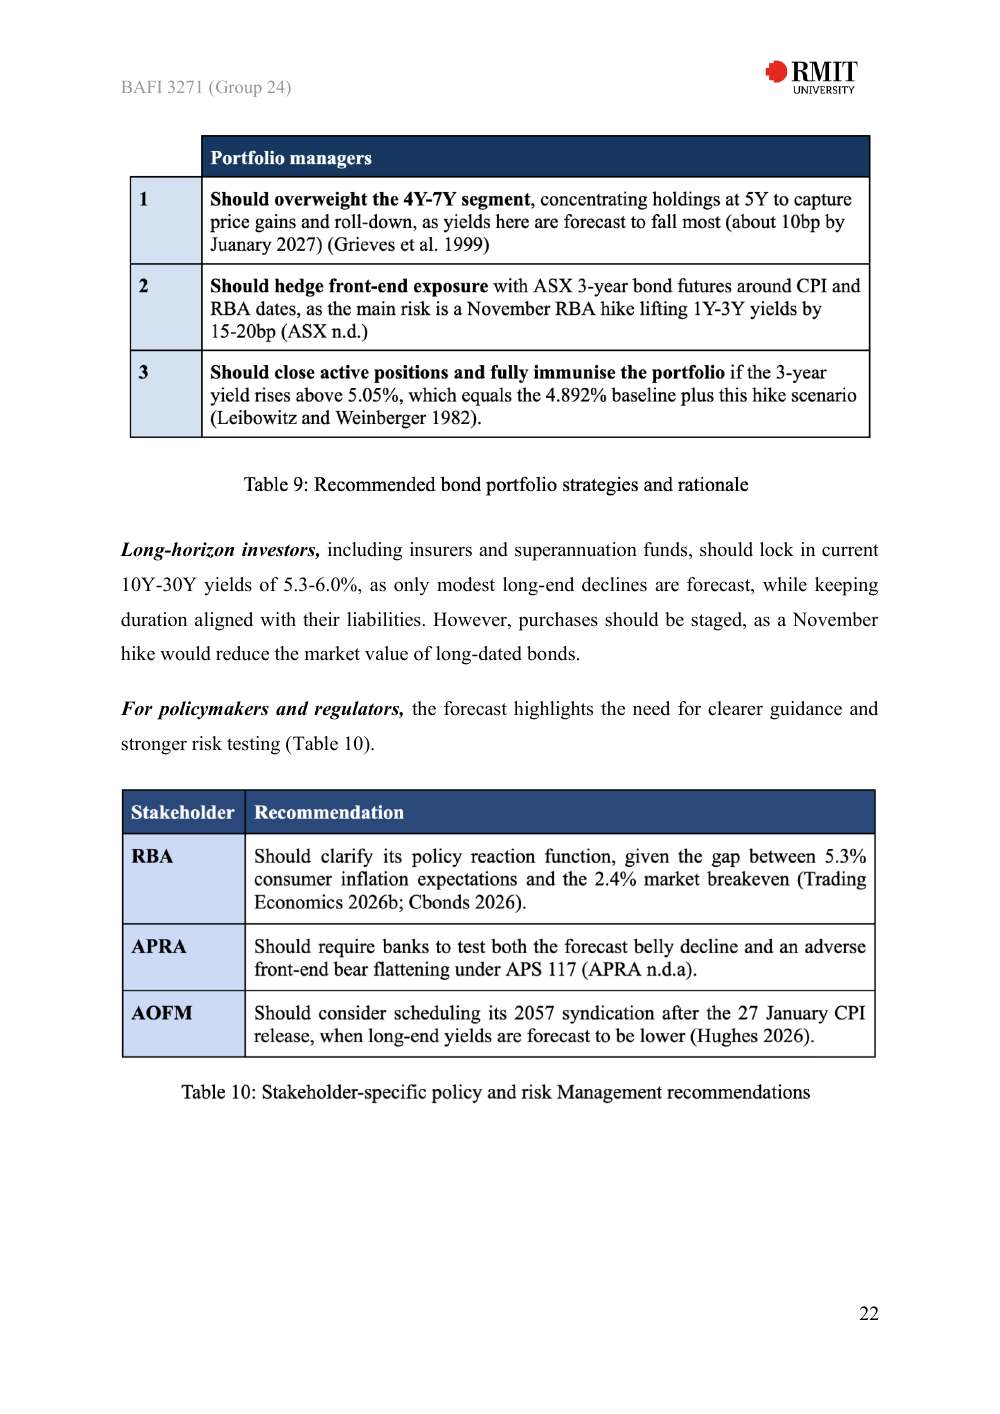 BAFI 3271 (Group 24)
RMIT
UNIVERSITY
Portfolio managers
1
Should overweight the 4Y-7Y segment, concentrating holdings at 5Y to capture
price gains and roll-down, as yields here are forecast to fall most (about 10bp by
Juanary 2027) (Grieves et al. 1999)
2
Should hedge front-end exposure with ASX 3-year bond futures around CPI and
RBA dates, as the main risk is a November RBA hike lifting 1Y-3Y yields by
15-20bp (ASX n.d.)
3
Should close active positions and fully immunise the portfolio if the 3-year
yield rises above 5.05%, which equals the 4.892% baseline plus this hike scenario
(Leibowitz and Weinberger 1982).
Table 9: Recommended bond portfolio strategies and rationale
Long-horizon investors, including insurers and superannuation funds, should lock in current
10Y-30Y yields of 5.3-6.0%, as only modest long-end declines are forecast, while keeping
duration aligned with their liabilities. However, purchases should be staged, as a November
hike would reduce the market value of long-dated bonds.
For policymakers and regulators, the forecast highlights the need for clearer guidance and
stronger risk testing (Table 10).
Stakeholder Recommendation
RBA
Should clarify its policy reaction function, given the gap between 5.3%
consumer inflation expectations and the 2.4% market breakeven (Trading
Economics 2026b; Cbonds 2026).
APRA
Should require banks to test both the forecast belly decline and an adverse
front-end bear flattening under APS 117 (APRA n.d.a).
AOFM
Should consider scheduling its 2057 syndication after the 27 January CPI
release, when long-end yields are forecast to be lower (Hughes 2026).
Table 10: Stakeholder-specific policy and risk Management recommendations
22